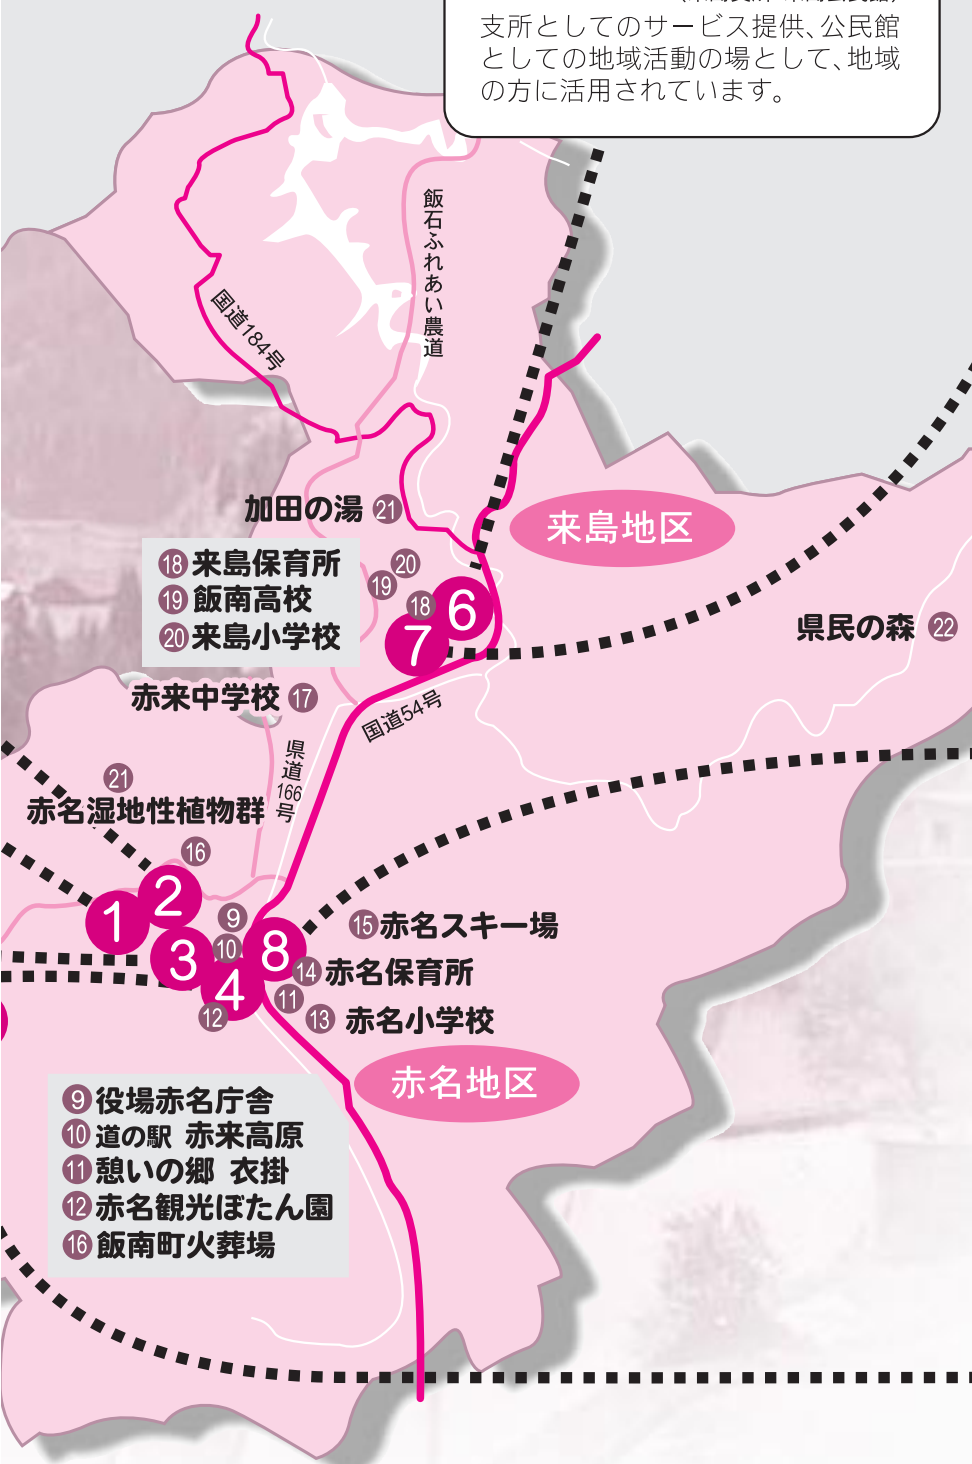 支所としてのサービス提供、公民館
としての地域活動の場として、地域
の方に活用されています。
飯石ふれあい農道
国道184号
加田の湯 21
来島地区
18 来島保育所
19 飯南高校
20 来島小学校
20
19
18
6
7
県民の森 22
赤来中学校 17
国道54号
県道166号
21
赤名湿地性植物群
16
2
1
9
15 赤名スキー場
3
10
8
4
14 赤名保育所
11
12
13 赤名小学校
赤名地区
9 役場赤名庁舎
10 道の駅 赤来高原
11 憩いの郷 衣掛
12 赤名観光ぼたん園
16 飯南町火葬場